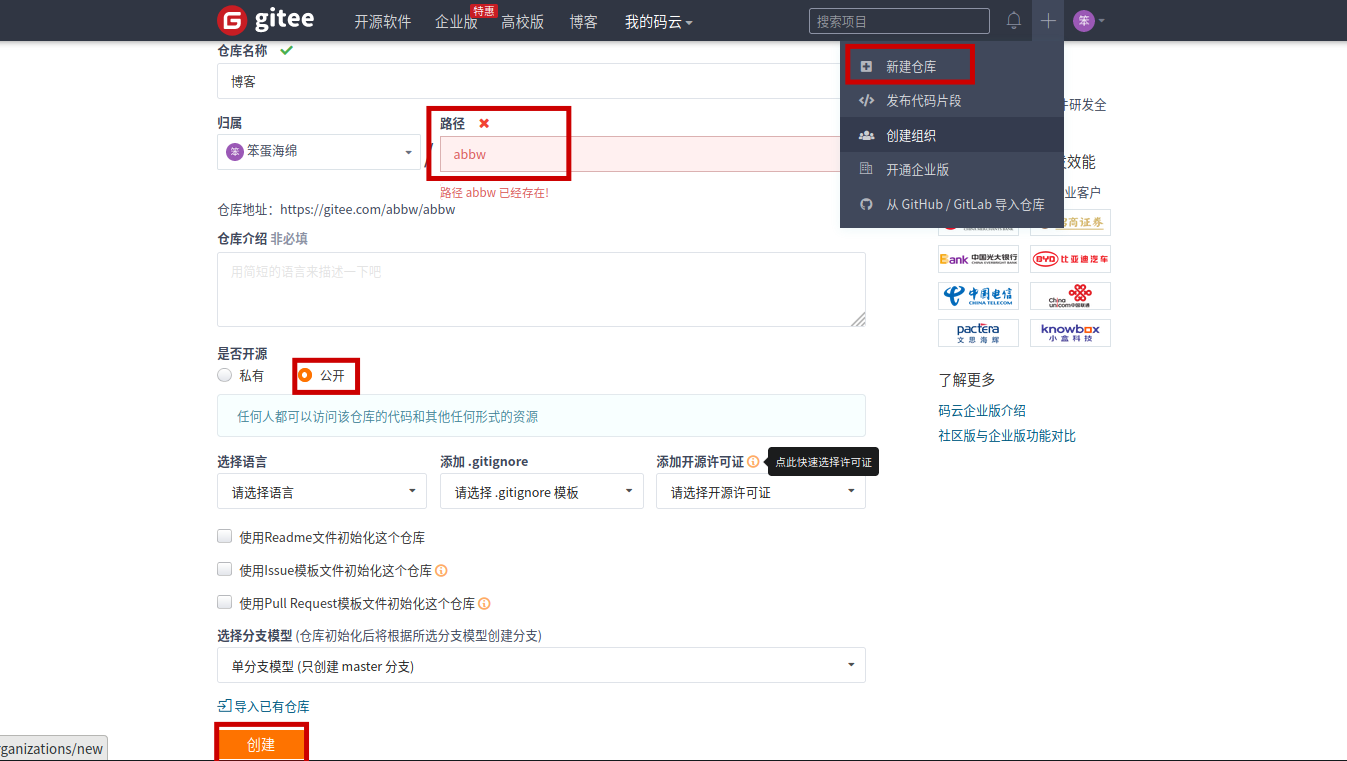 gitee 开源软件 企业版 特惠 高校版 博客 我的码云 搜索项目 笨
新建仓库
发布代码片段
创建组织
开通企业版
从 GitHub / GitLab 导入仓库
仓库名称
博客
归属
笨 笨蛋海绵
/
路径
abbw
路径 abbw 已经存在!
仓库地址：https://gitee.com/abbw/abbw
仓库介绍 非必填
用简短的语言来描述一下吧
是否开源
私有 公开
任何人都可以访问该仓库的代码和其他任何形式的资源
选择语言 添加 .gitignore 添加开源许可证 点此快速选择许可证
请选择语言 请选择 .gitignore 模板 请选择开源许可证
使用Readme文件初始化这个仓库
使用Issue模板文件初始化这个仓库
使用Pull Request模板文件初始化这个仓库
选择分支模型 (仓库初始化后将根据所选分支模型创建分支)
单分支模型 (只创建 master 分支)
导入已有仓库
创建
研发全
效能
业客户
商证券
Bank 中国光大银行 CHINA EVERBRIGHT BANK
BYD 比亚迪汽车
中国电信 CHINA TELECOM
China unicom中国联通
pactera 文思海辉
knowbox 小盒科技
了解更多
码云企业版介绍
社区版与企业版功能对比
rganizations/new